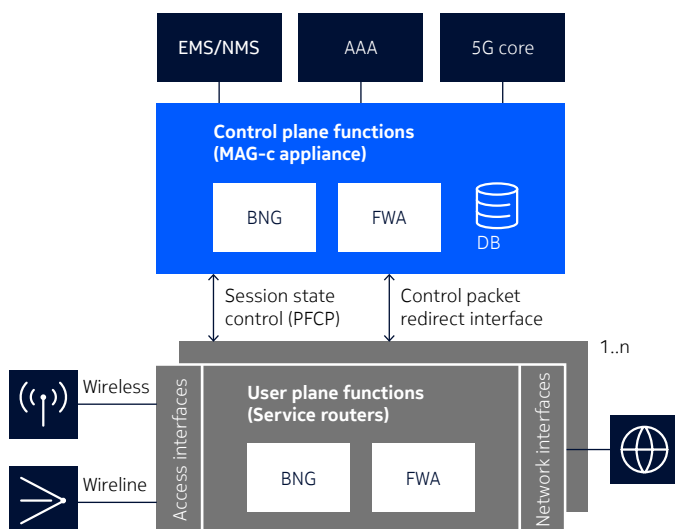 EMS/NMS
AAA
5G core
Control plane functions
(MAG-c appliance)
BNG
FWA
DB
Session state
control (PFCP)
Control packet
redirect interface
1..n
Wireless
Wireline
Access interfaces
User plane functions
(Service routers)
BNG
FWA
Network interfaces